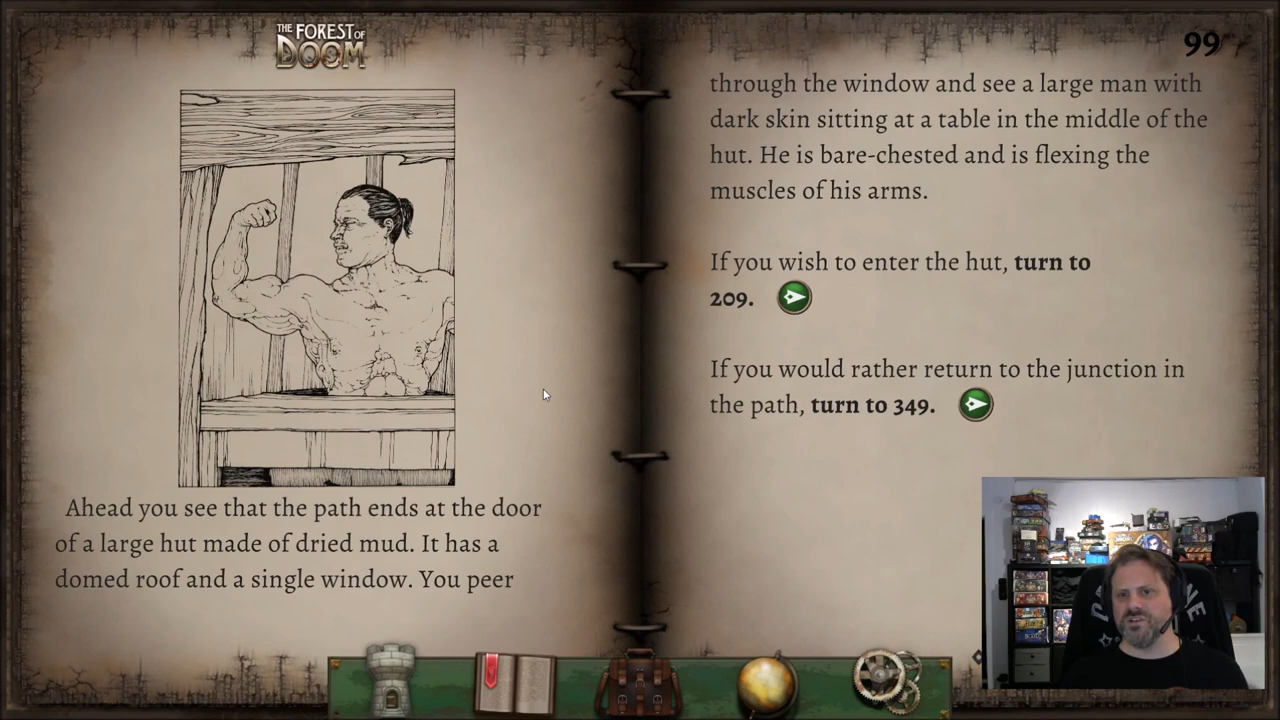 THE FOREST OF
DOOM
Ahead you see that the path ends at the door
of a large hut made of dried mud. It has a
domed roof and a single window. You peer
99
through the window and see a large man with
dark skin sitting at a table in the middle of the
hut. He is bare-chested and is flexing the
muscles of his arms.
If you wish to enter the hut, turn to
209.
If you would rather return to the junction in
the path, turn to 349.